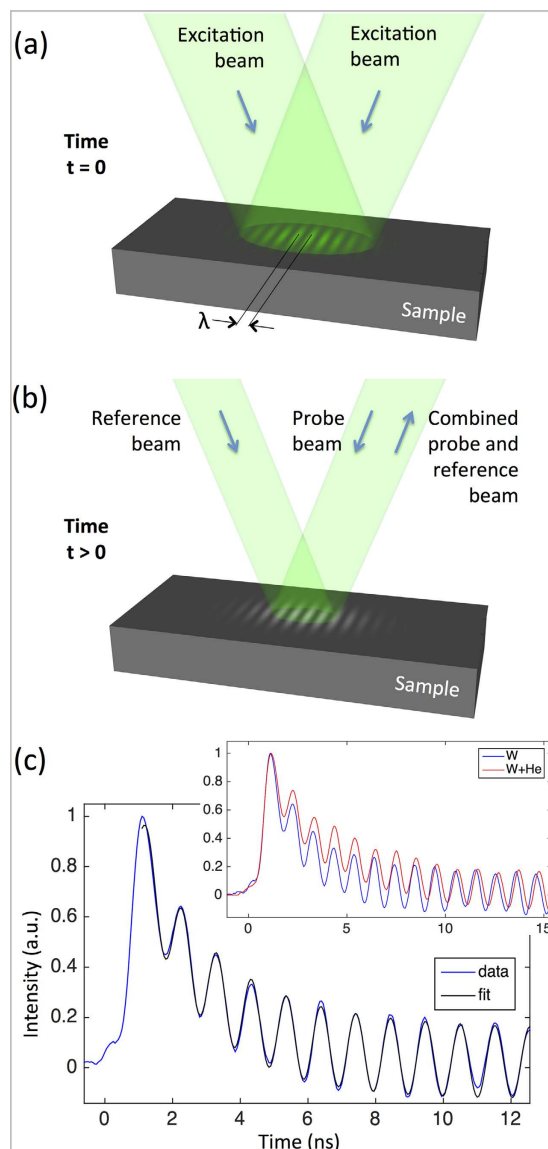 (a)
Excitation
beam
Excitation
beam
Time
t = 0
Sample
λ
(b)
Reference
beam
Probe
beam
Combined
probe and
reference
beam
Time
t > 0
Sample
(c)
1
0.8
0.6
0.4
0.2
0
0
5
10
15
W
W+He
1
0.8
0.6
0.4
0.2
0
Intensity (a.u.)
data
fit
0
2
4
6
8
10
12
Time (ns)